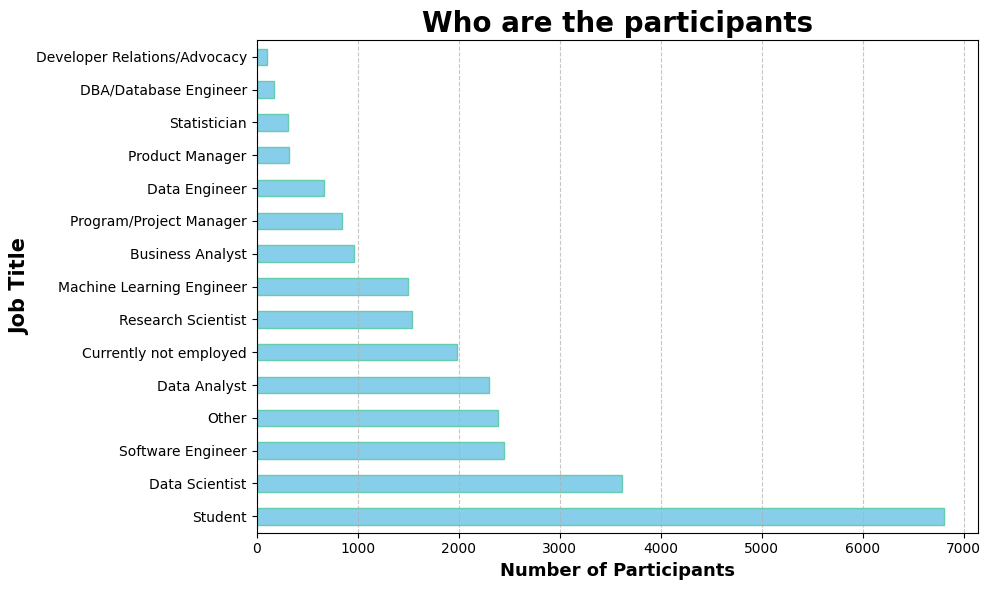 Who are the participants
Job Title
Developer Relations/Advocacy
DBA/Database Engineer
Statistician
Product Manager
Data Engineer
Program/Project Manager
Business Analyst
Machine Learning Engineer
Research Scientist
Currently not employed
Data Analyst
Other
Software Engineer
Data Scientist
Student
0 1000 2000 3000 4000 5000 6000 7000
Number of Participants